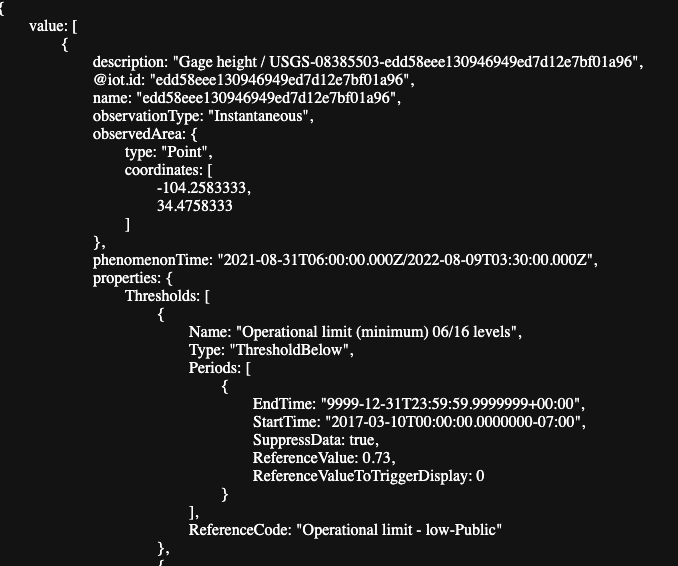 {
value: [
{
description: "Gage height / USGS-08385503-edd58eee130946949ed7d12e7bf01a96",
@iot.id: "edd58eee130946949ed7d12e7bf01a96",
name: "edd58eee130946949ed7d12e7bf01a96",
observationType: "Instantaneous",
observedArea: {
type: "Point",
coordinates: [
-104.2583333,
34.4758333
]
},
phenomenonTime: "2021-08-31T06:00:00.000Z/2022-08-09T03:30:00.000Z",
properties: {
Thresholds: [
{
Name: "Operational limit (minimum) 06/16 levels",
Type: "ThresholdBelow",
Periods: [
{
EndTime: "9999-12-31T23:59:59.9999999+00:00",
StartTime: "2017-03-10T00:00:00.0000000-07:00",
SuppressData: true,
ReferenceValue: 0.73,
ReferenceValueToTriggerDisplay: 0
}
],
ReferenceCode: "Operational limit - low-Public"
},
{